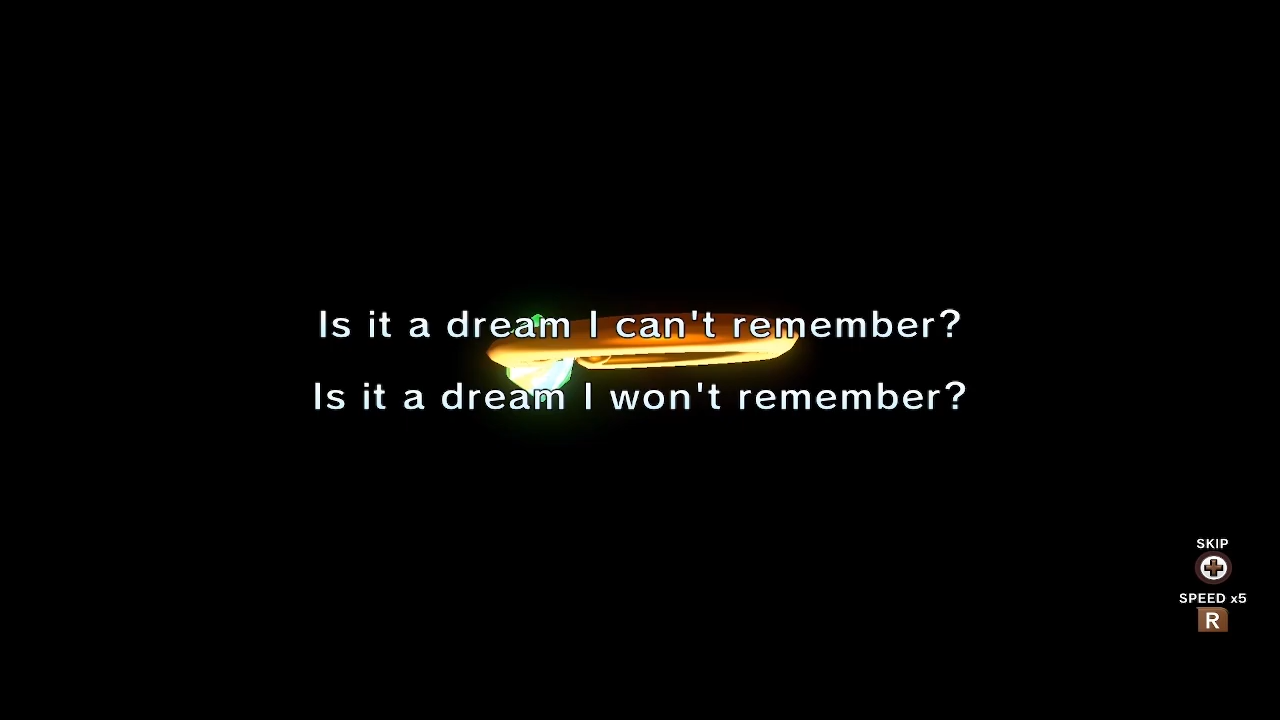 Is it a dream I can't remember?
Is it a dream I won't remember?
SKIP
SPEED x5
R